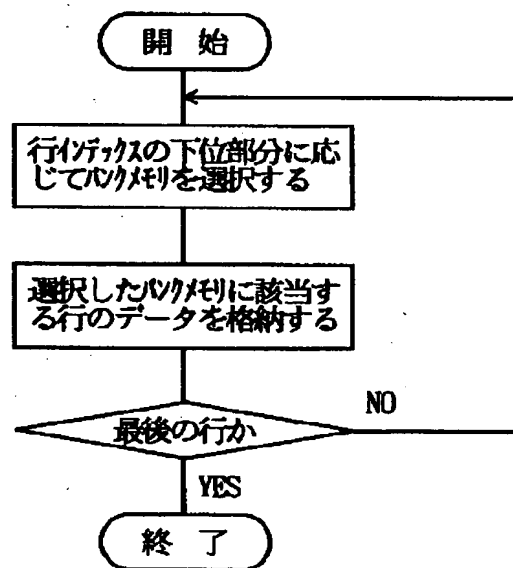 開 始
行ｲﾝﾃﾞｯｸｽの下位部分に応
じてﾊﾞﾝｸﾒﾓﾘを選択する
選択したﾊﾞﾝｸﾒﾓﾘに該当す
る行のデータを格納する
最後の行か
NO
YES
終 了